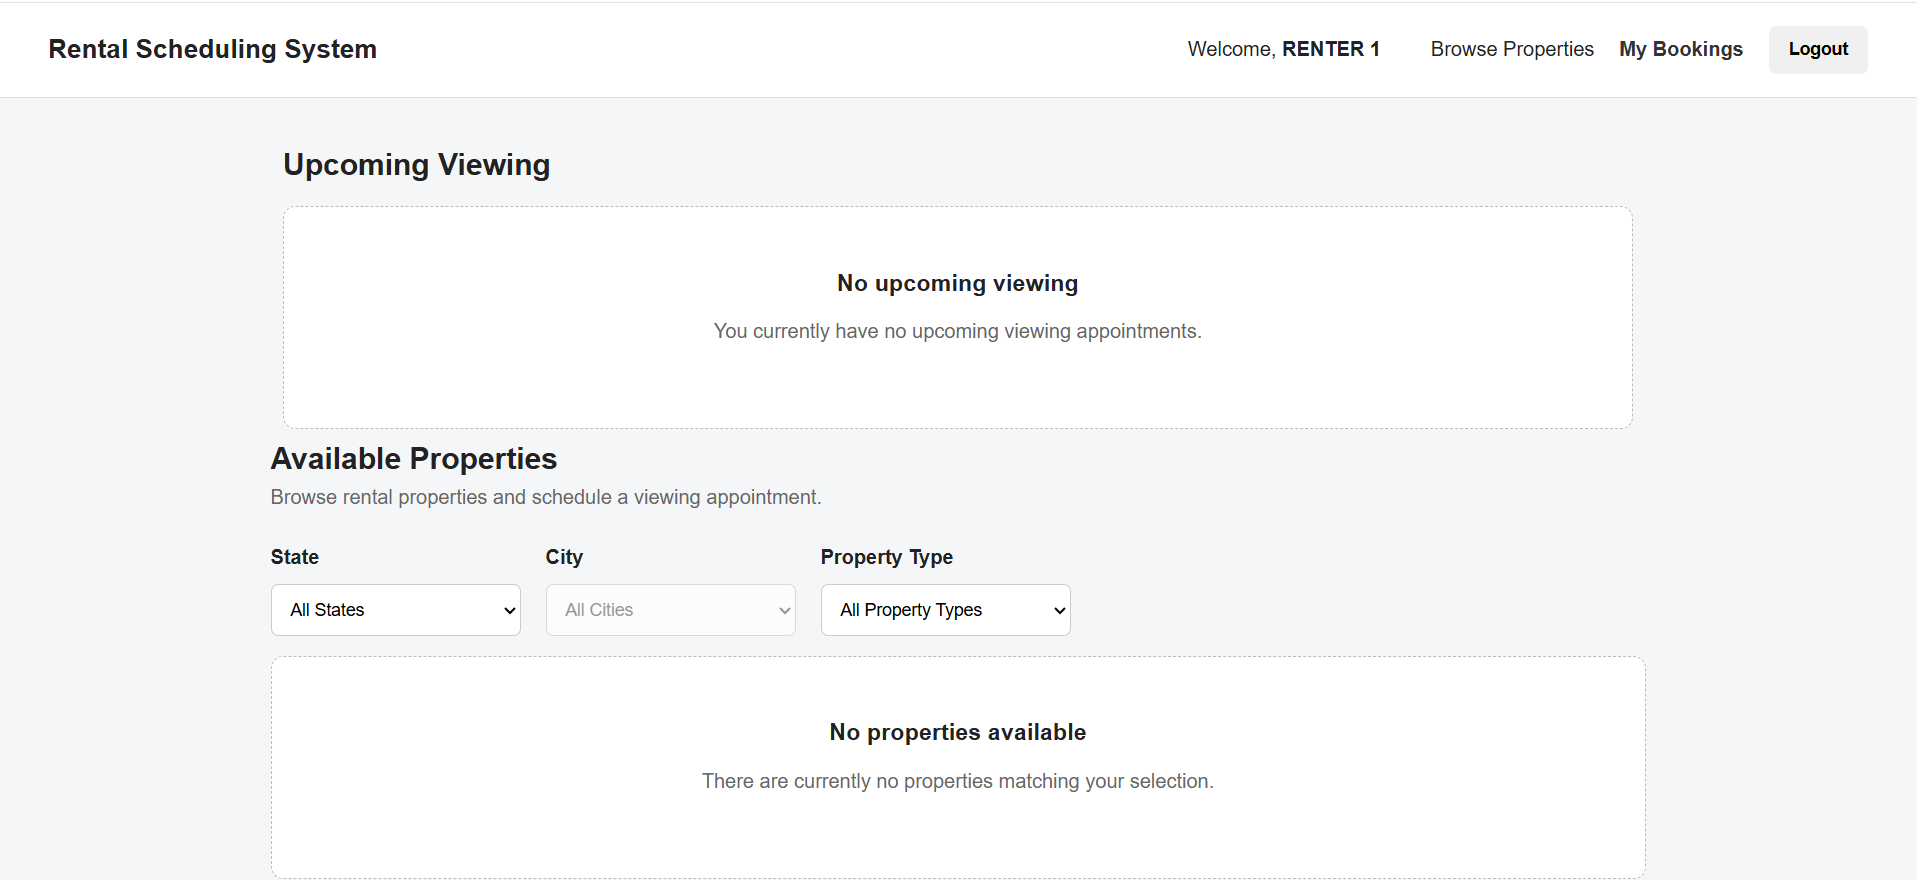 Rental Scheduling System
Welcome, RENTER 1
Browse Properties
My Bookings
Logout
Upcoming Viewing
No upcoming viewing
You currently have no upcoming viewing appointments.
Available Properties
Browse rental properties and schedule a viewing appointment.
State
City
Property Type
All States
All Cities
All Property Types
No properties available
There are currently no properties matching your selection.